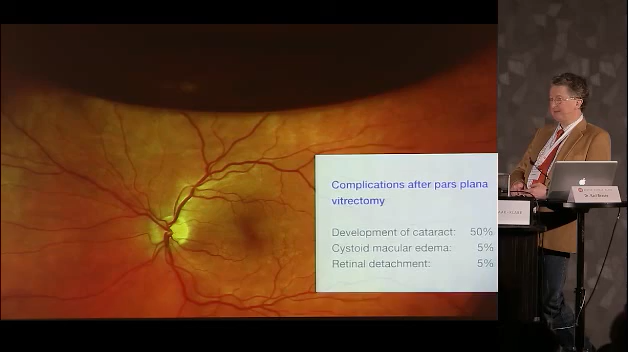 Complications after pars plana
vitrectomy
Development of cataract: 50%
Cystoid macular edema: 5%
Retinal detachment: 5%